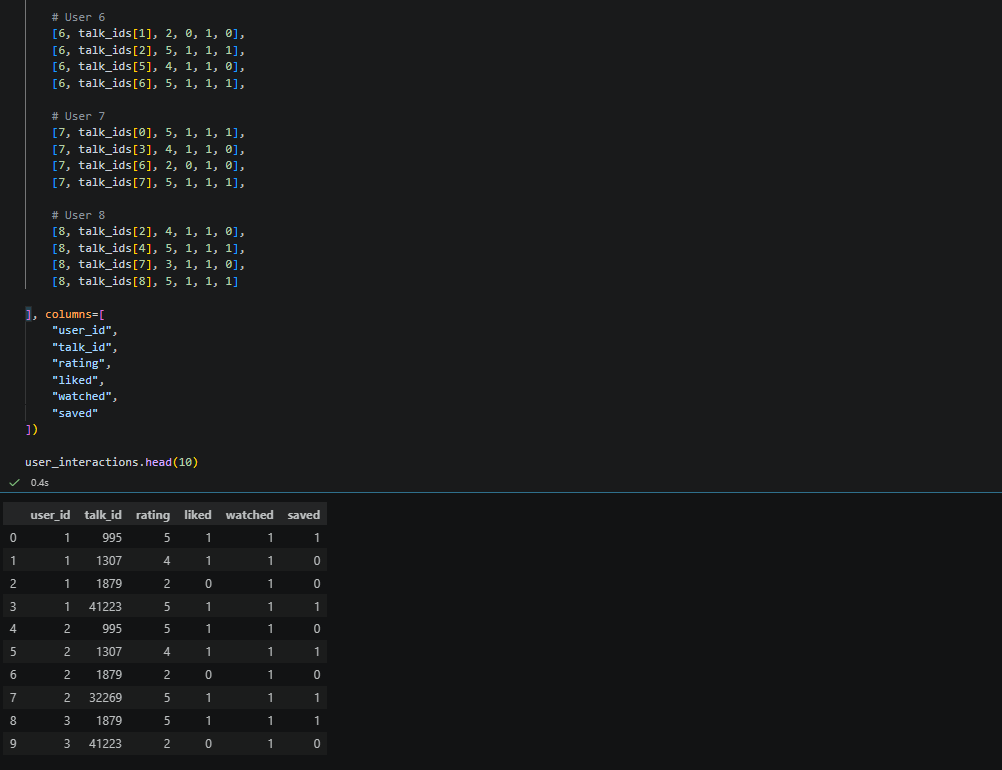 # User 6
[6, talk_ids[1], 2, 0, 1, 0],
[6, talk_ids[2], 5, 1, 1, 1],
[6, talk_ids[5], 4, 1, 1, 0],
[6, talk_ids[6], 5, 1, 1, 1],
# User 7
[7, talk_ids[0], 5, 1, 1, 1],
[7, talk_ids[3], 4, 1, 1, 0],
[7, talk_ids[6], 2, 0, 1, 0],
[7, talk_ids[7], 5, 1, 1, 1],
# User 8
[8, talk_ids[2], 4, 1, 1, 0],
[8, talk_ids[4], 5, 1, 1, 1],
[8, talk_ids[7], 3, 1, 1, 0],
[8, talk_ids[8], 5, 1, 1, 1]
], columns=[
"user_id",
"talk_id",
"rating",
"liked",
"watched",
"saved"
])
user_interactions.head(10)
0.4s
user_id talk_id rating liked watched saved
0 1 995 5 1 1 1
1 1 1307 4 1 1 0
2 1 1879 2 0 1 0
3 1 41223 5 1 1 1
4 2 995 5 1 1 0
5 2 1307 4 1 1 1
6 2 1879 2 0 1 0
7 2 32269 5 1 1 1
8 3 1879 5 1 1 1
9 3 41223 2 0 1 0